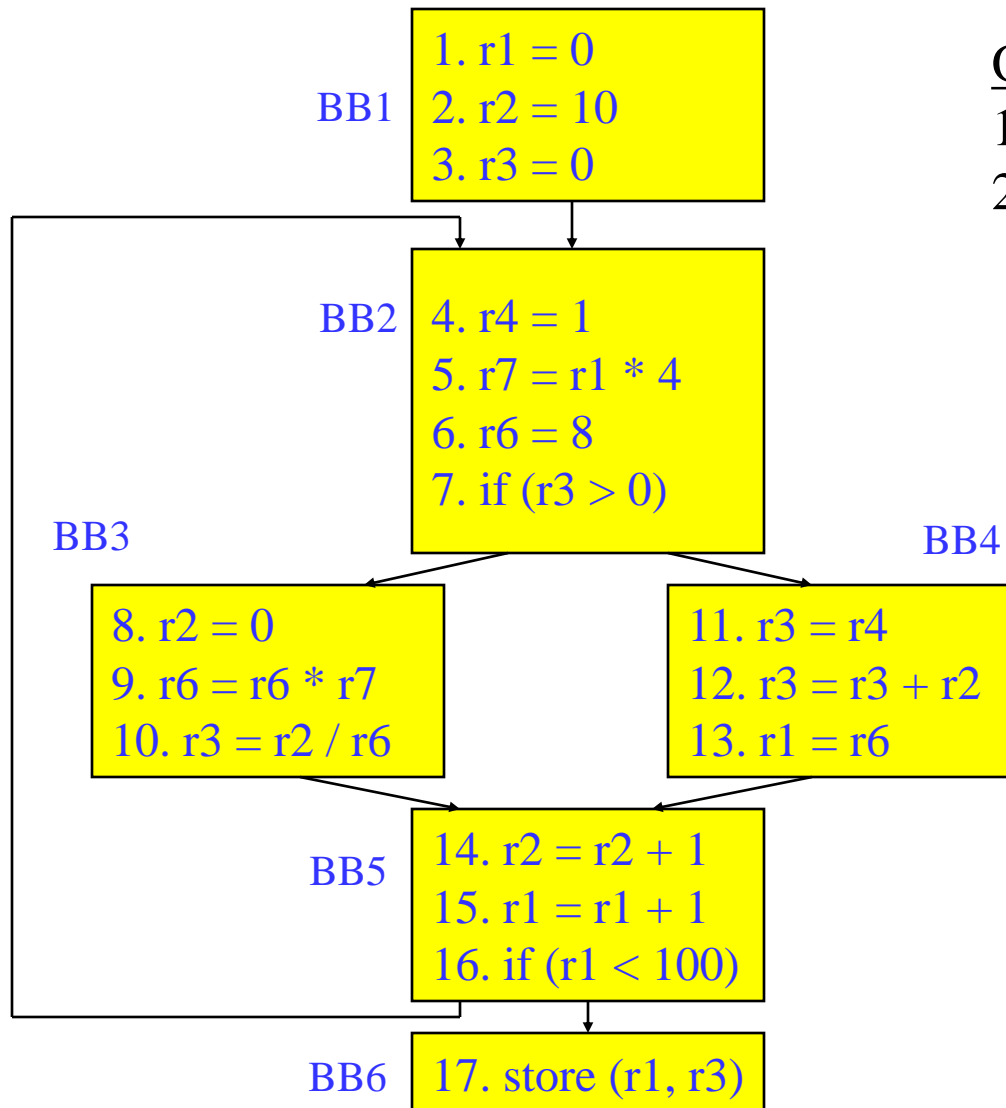 BB1
1. r1 = 0
2. r2 = 10
3. r3 = 0
1
2
BB2
4. r4 = 1
5. r7 = r1 * 4
6. r6 = 8
7. if (r3 > 0)
BB3
8. r2 = 0
9. r6 = r6 * r7
10. r3 = r2 / r6
BB4
11. r3 = r4
12. r3 = r3 + r2
13. r1 = r6
BB5
14. r2 = r2 + 1
15. r1 = r1 + 1
16. if (r1 < 100)
BB6
17. store (r1, r3)